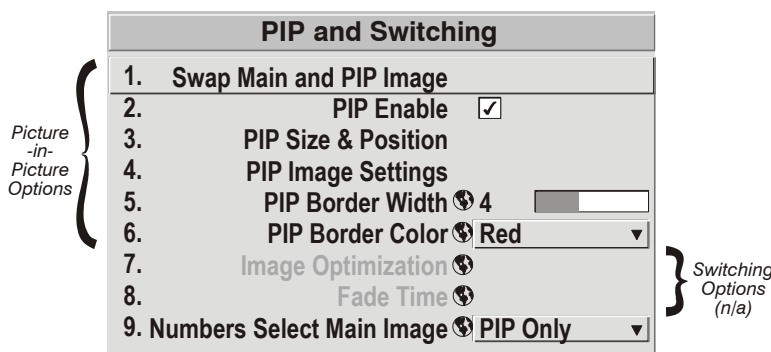 PIP and Switching
1. Swap Main and PIP Image
2. PIP Enable
3. PIP Size & Position
4. PIP Image Settings
5. PIP Border Width 4
6. PIP Border Color Red
7. Image Optimization
8. Fade Time
9. Numbers Select Main Image PIP Only
Picture
-in-
Picture
Options
Switching
Options
(n/a)